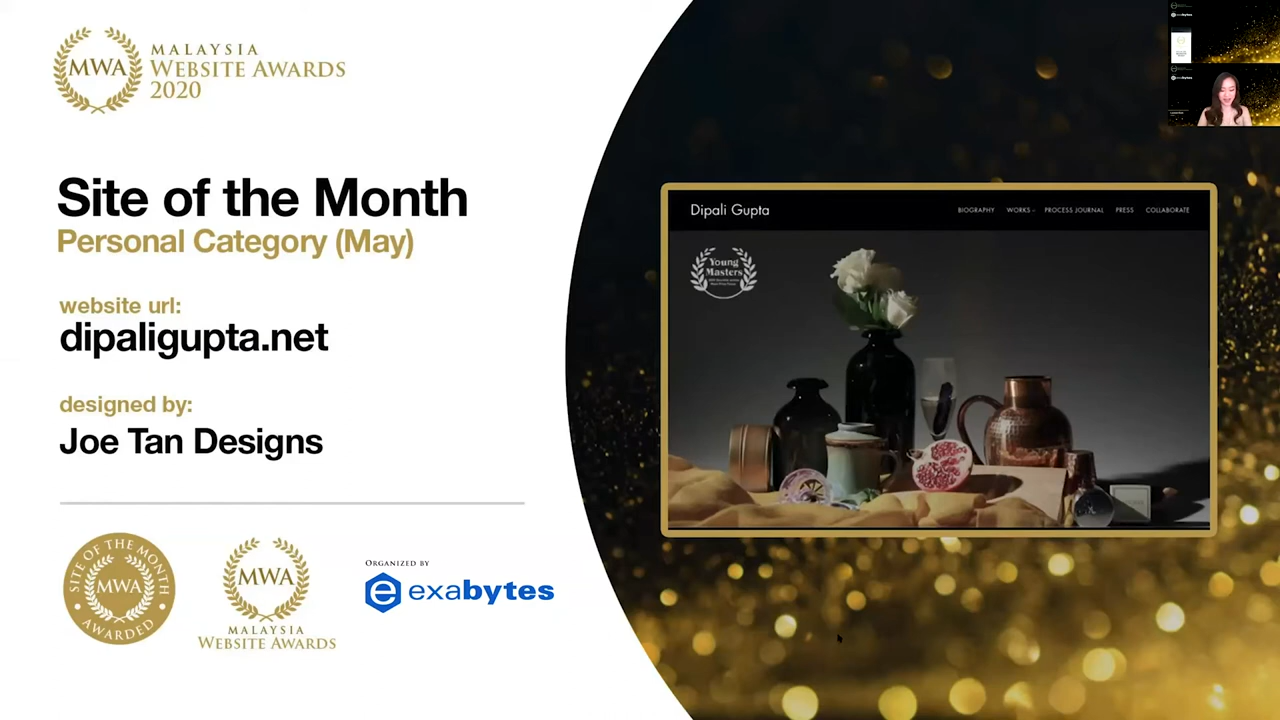 MWA
MALAYSIA
WEBSITE AWARDS
2020
Site of the Month
Personal Category (May)
website url:
dipaligupta.net
designed by:
Joe Tan Designs
SITE OF THE MONTH
MWA
AWARDED
MWA
MALAYSIA
WEBSITE AWARDS
ORGANIZED BY
e exabytes
Dipali Gupta
BIOGRAPHY WORKS PROCESS JOURNAL PRESS COLLABORATE
Young
Masters
exabytes
exabytes